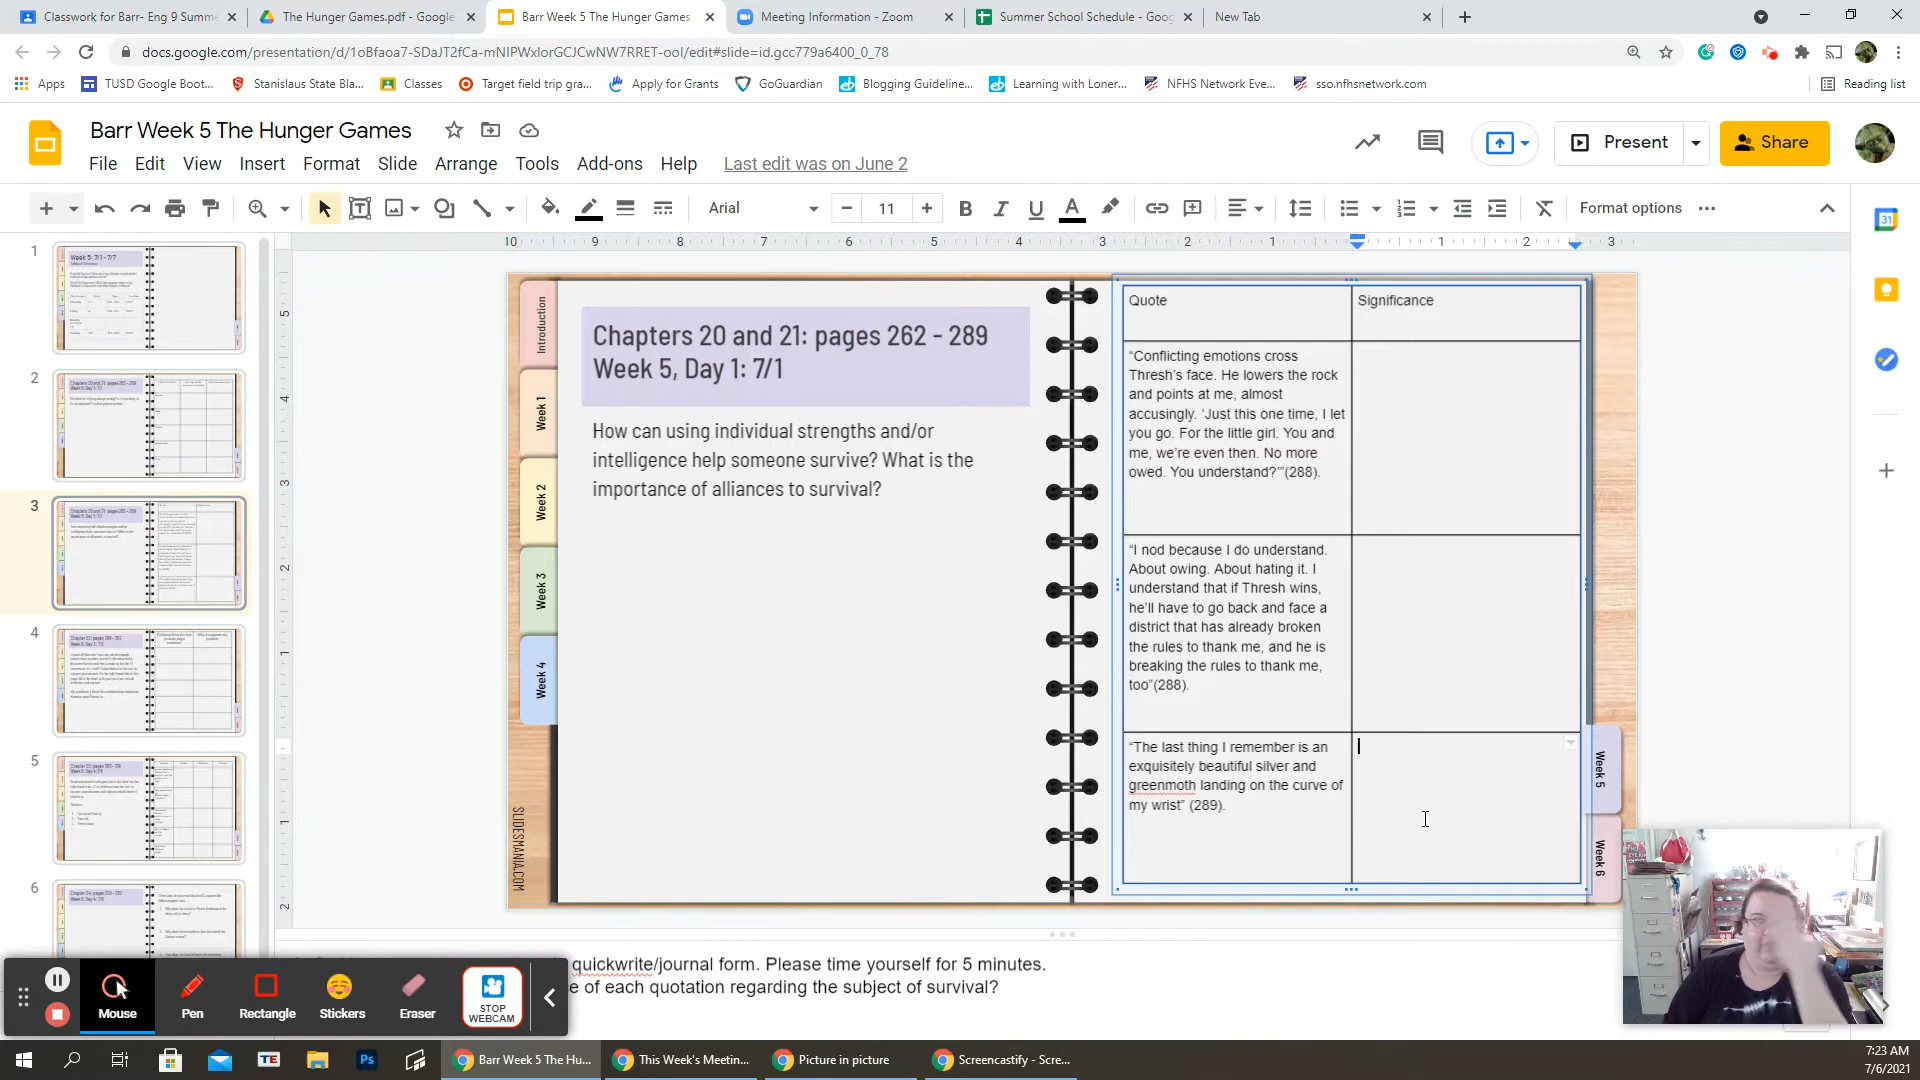 Classwork for Barr- Eng 9 Summe
The Hunger Games.pdf - Google
Barr Week 5 The Hunger Games
Meeting Information - Zoom
Summer School Schedule - Goog
New Tab
docs.google.com/presentation/d/1oBfaoa7-SDaJT2fCa-mNIPWxlorGCJCwNW7RRET-ooI/edit#slide=id.gcc779a6400_0_78
Apps
TUSD Google Boot...
Stanislaus State Bla...
Classes
Target field trip gra...
Apply for Grants
GoGuardian
Blogging Guideline...
Learning with Loner...
NFHS Network Eve...
sso.nfhsnetwork.com
Reading list
Barr Week 5 The Hunger Games
File Edit View Insert Format Slide Arrange Tools Add-ons Help
Last edit was on June 2
Present
Share
Arial
11
Format options
Introduction
Week 1
Week 2
Week 3
Week 4
Chapters 20 and 21: pages 262 - 289
Week 5, Day 1: 7/1
How can using individual strengths and/or
intelligence help someone survive? What is the
importance of alliances to survival?
SLIDESMANIA.COM
Quote
Significance
“Conflicting emotions cross
Thresh’s face. He lowers the rock
and points at me, almost
accusingly. ‘Just this one time, I let
you go. For the little girl. You and
me, we’re even then. No more
owed. You understand?’”(288).
“I nod because I do understand.
About owing. About hating it. I
understand that if Thresh wins,
he’ll have to go back and face a
district that has already broken
the rules to thank me, and he is
breaking the rules to thank me,
too”(288).
“The last thing I remember is an
exquisitely beautiful silver and
greenmoth landing on the curve of
my wrist” (289).
Week 5
Week 6
quickwrite/journal form. Please time yourself for 5 minutes.
e of each quotation regarding the subject of survival?
Mouse
Pen
Rectangle
Stickers
Eraser
STOP
WEBCAM
Barr Week 5 The Hu...
This Week's Meetin...
Picture in picture
Screencastify - Scre...
7:23 AM
7/6/2021